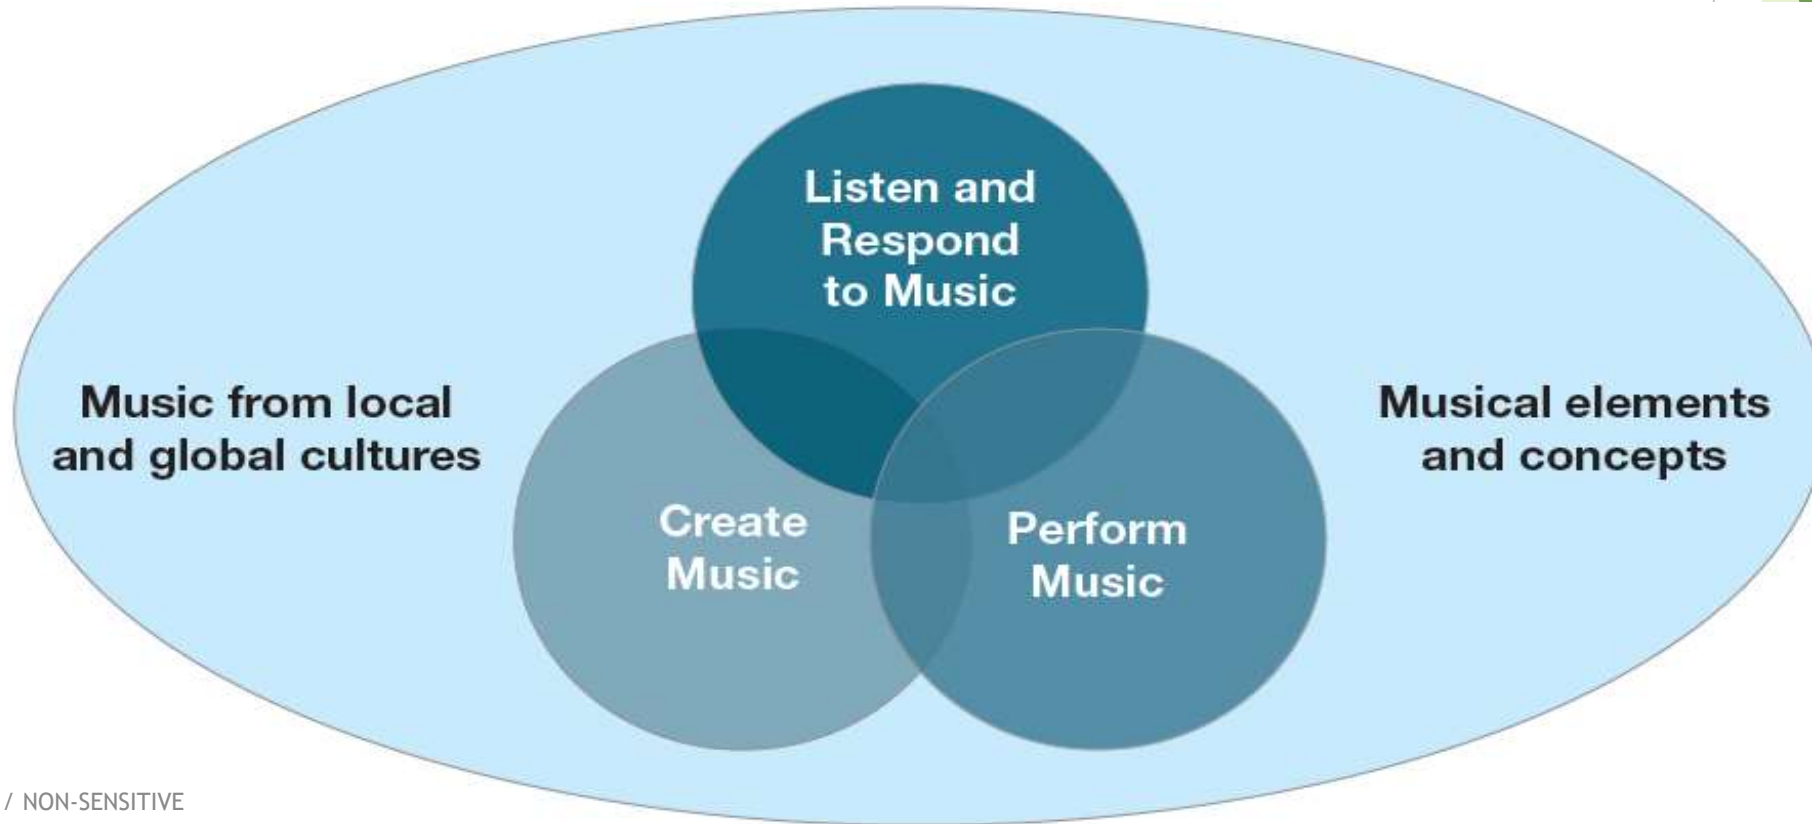 Listen and
Respond
to Music
Music from local
and global cultures
Musical elements
and concepts
Create
Music
Perform
Music
/ NON-SENSITIVE